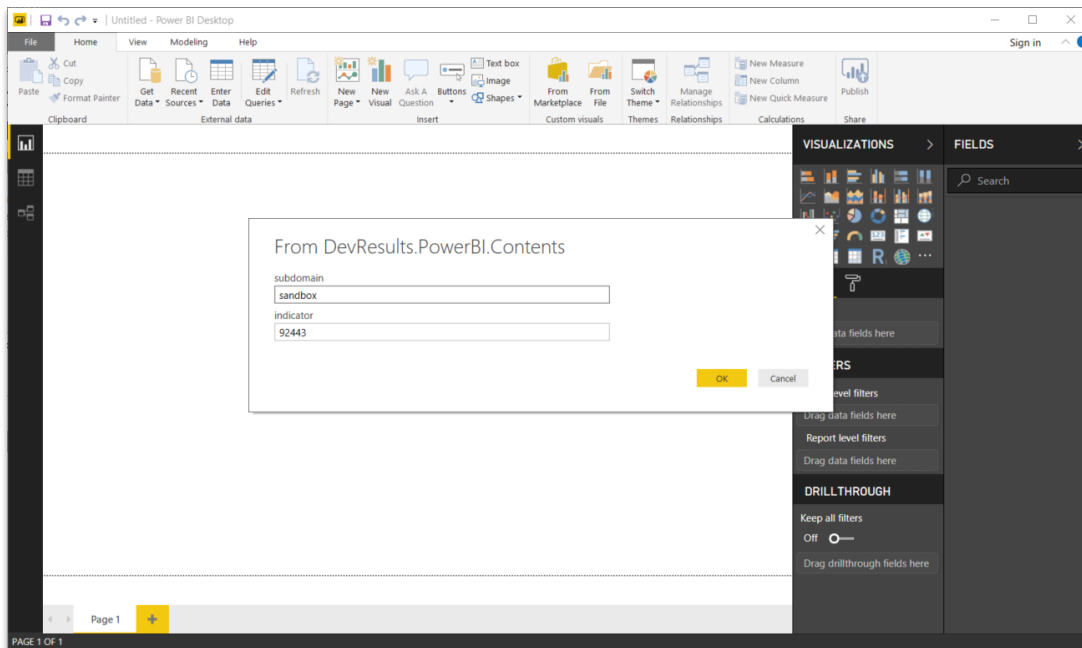 Untitled - Power BI Desktop
File Home View Modeling Help Sign in
Paste
Cut
Copy
Format Painter
Clipboard
Get Data
Recent Sources
Enter Data
Edit Queries
Refresh
External data
New Page
New Visual
Ask A Question
Buttons
Text box
Image
Shapes
Insert
From Marketplace
From File
Custom visuals
Switch Theme
Themes
Manage Relationships
Relationships
New Measure
New Column
New Quick Measure
Calculations
Publish
Share
VISUALIZATIONS
FIELDS
Search
From DevResults.PowerBI.Contents
subdomain
sandbox
indicator
92443
OK Cancel
ata fields here
RS
evel filters
Drag data fields here
Report level filters
Drag data fields here
DRILLTHROUGH
Keep all filters
Off
Drag drillthrough fields here
Page 1
PAGE 1 OF 1